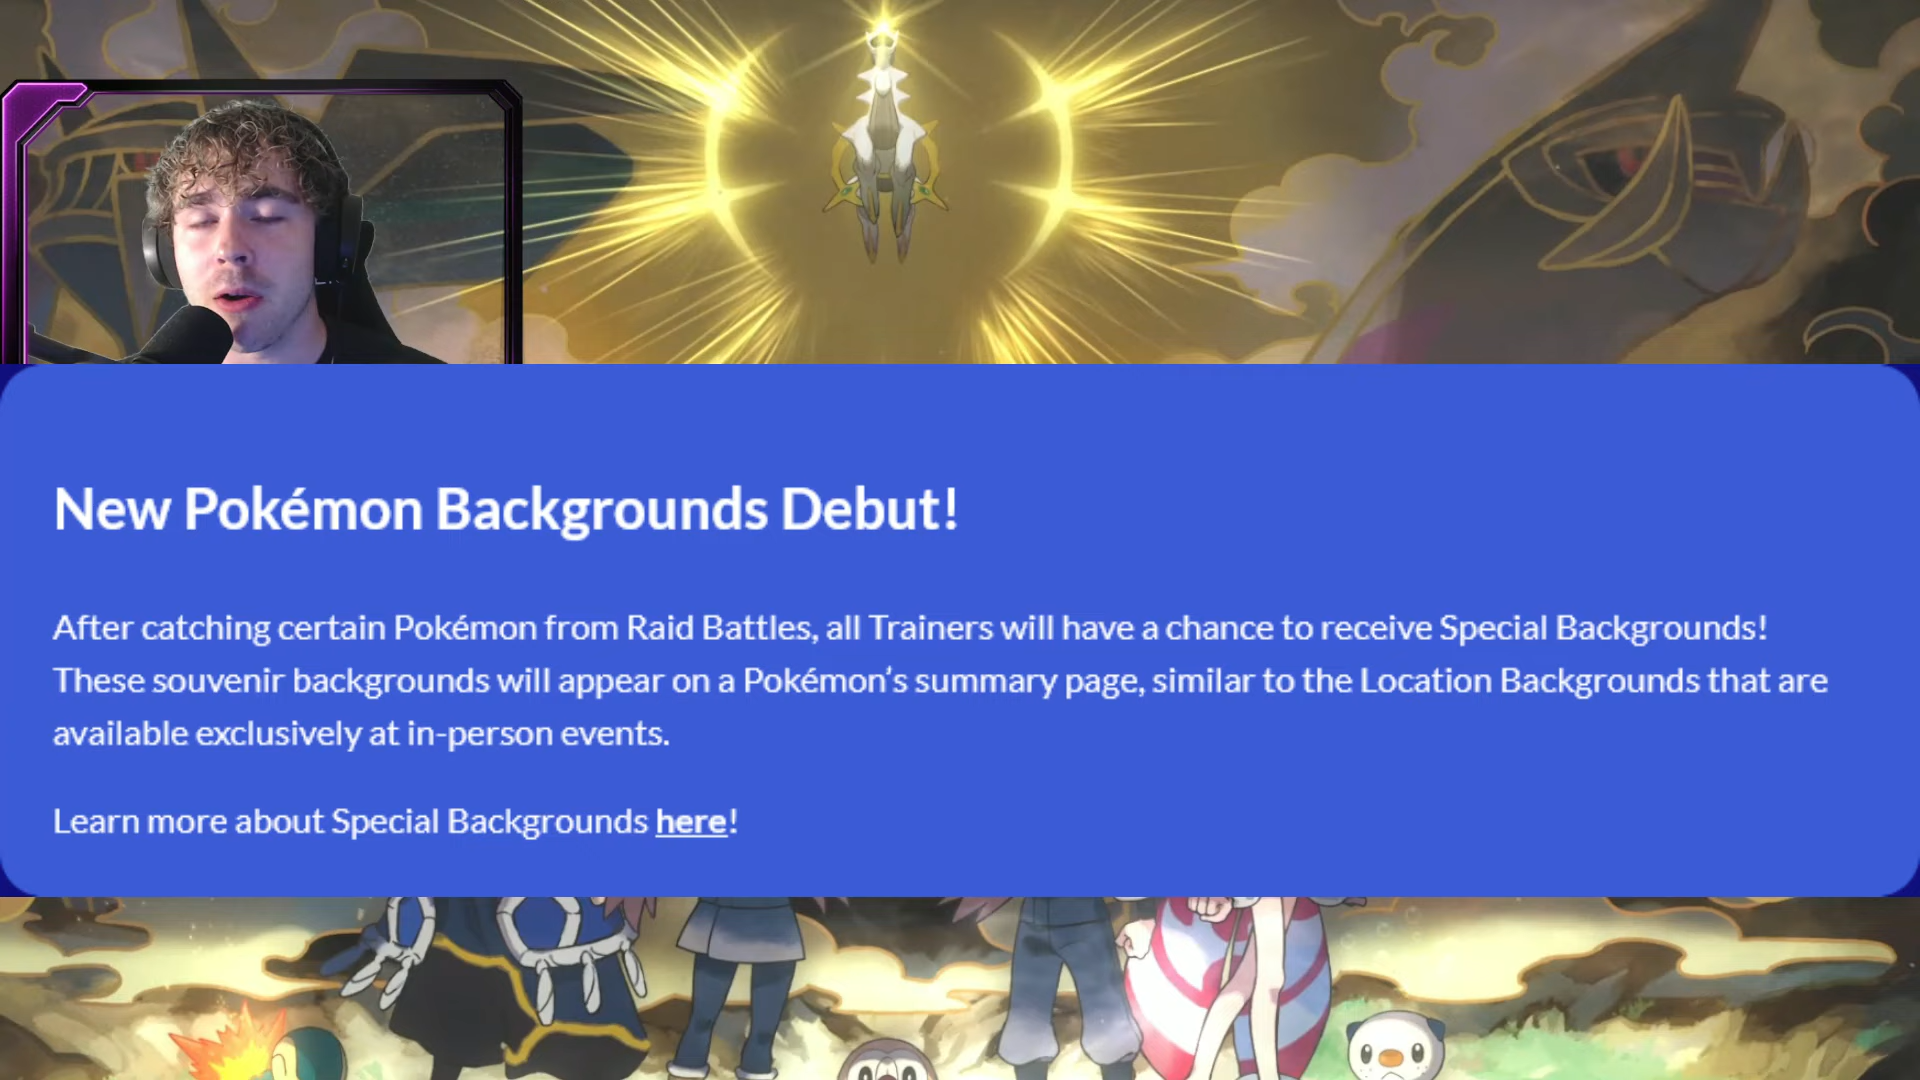 New Pokémon Backgrounds Debut!
After catching certain Pokémon from Raid Battles, all Trainers will have a chance to receive Special Backgrounds!
These souvenir backgrounds will appear on a Pokémon’s summary page, similar to the Location Backgrounds that are
available exclusively at in-person events.
Learn more about Special Backgrounds here!